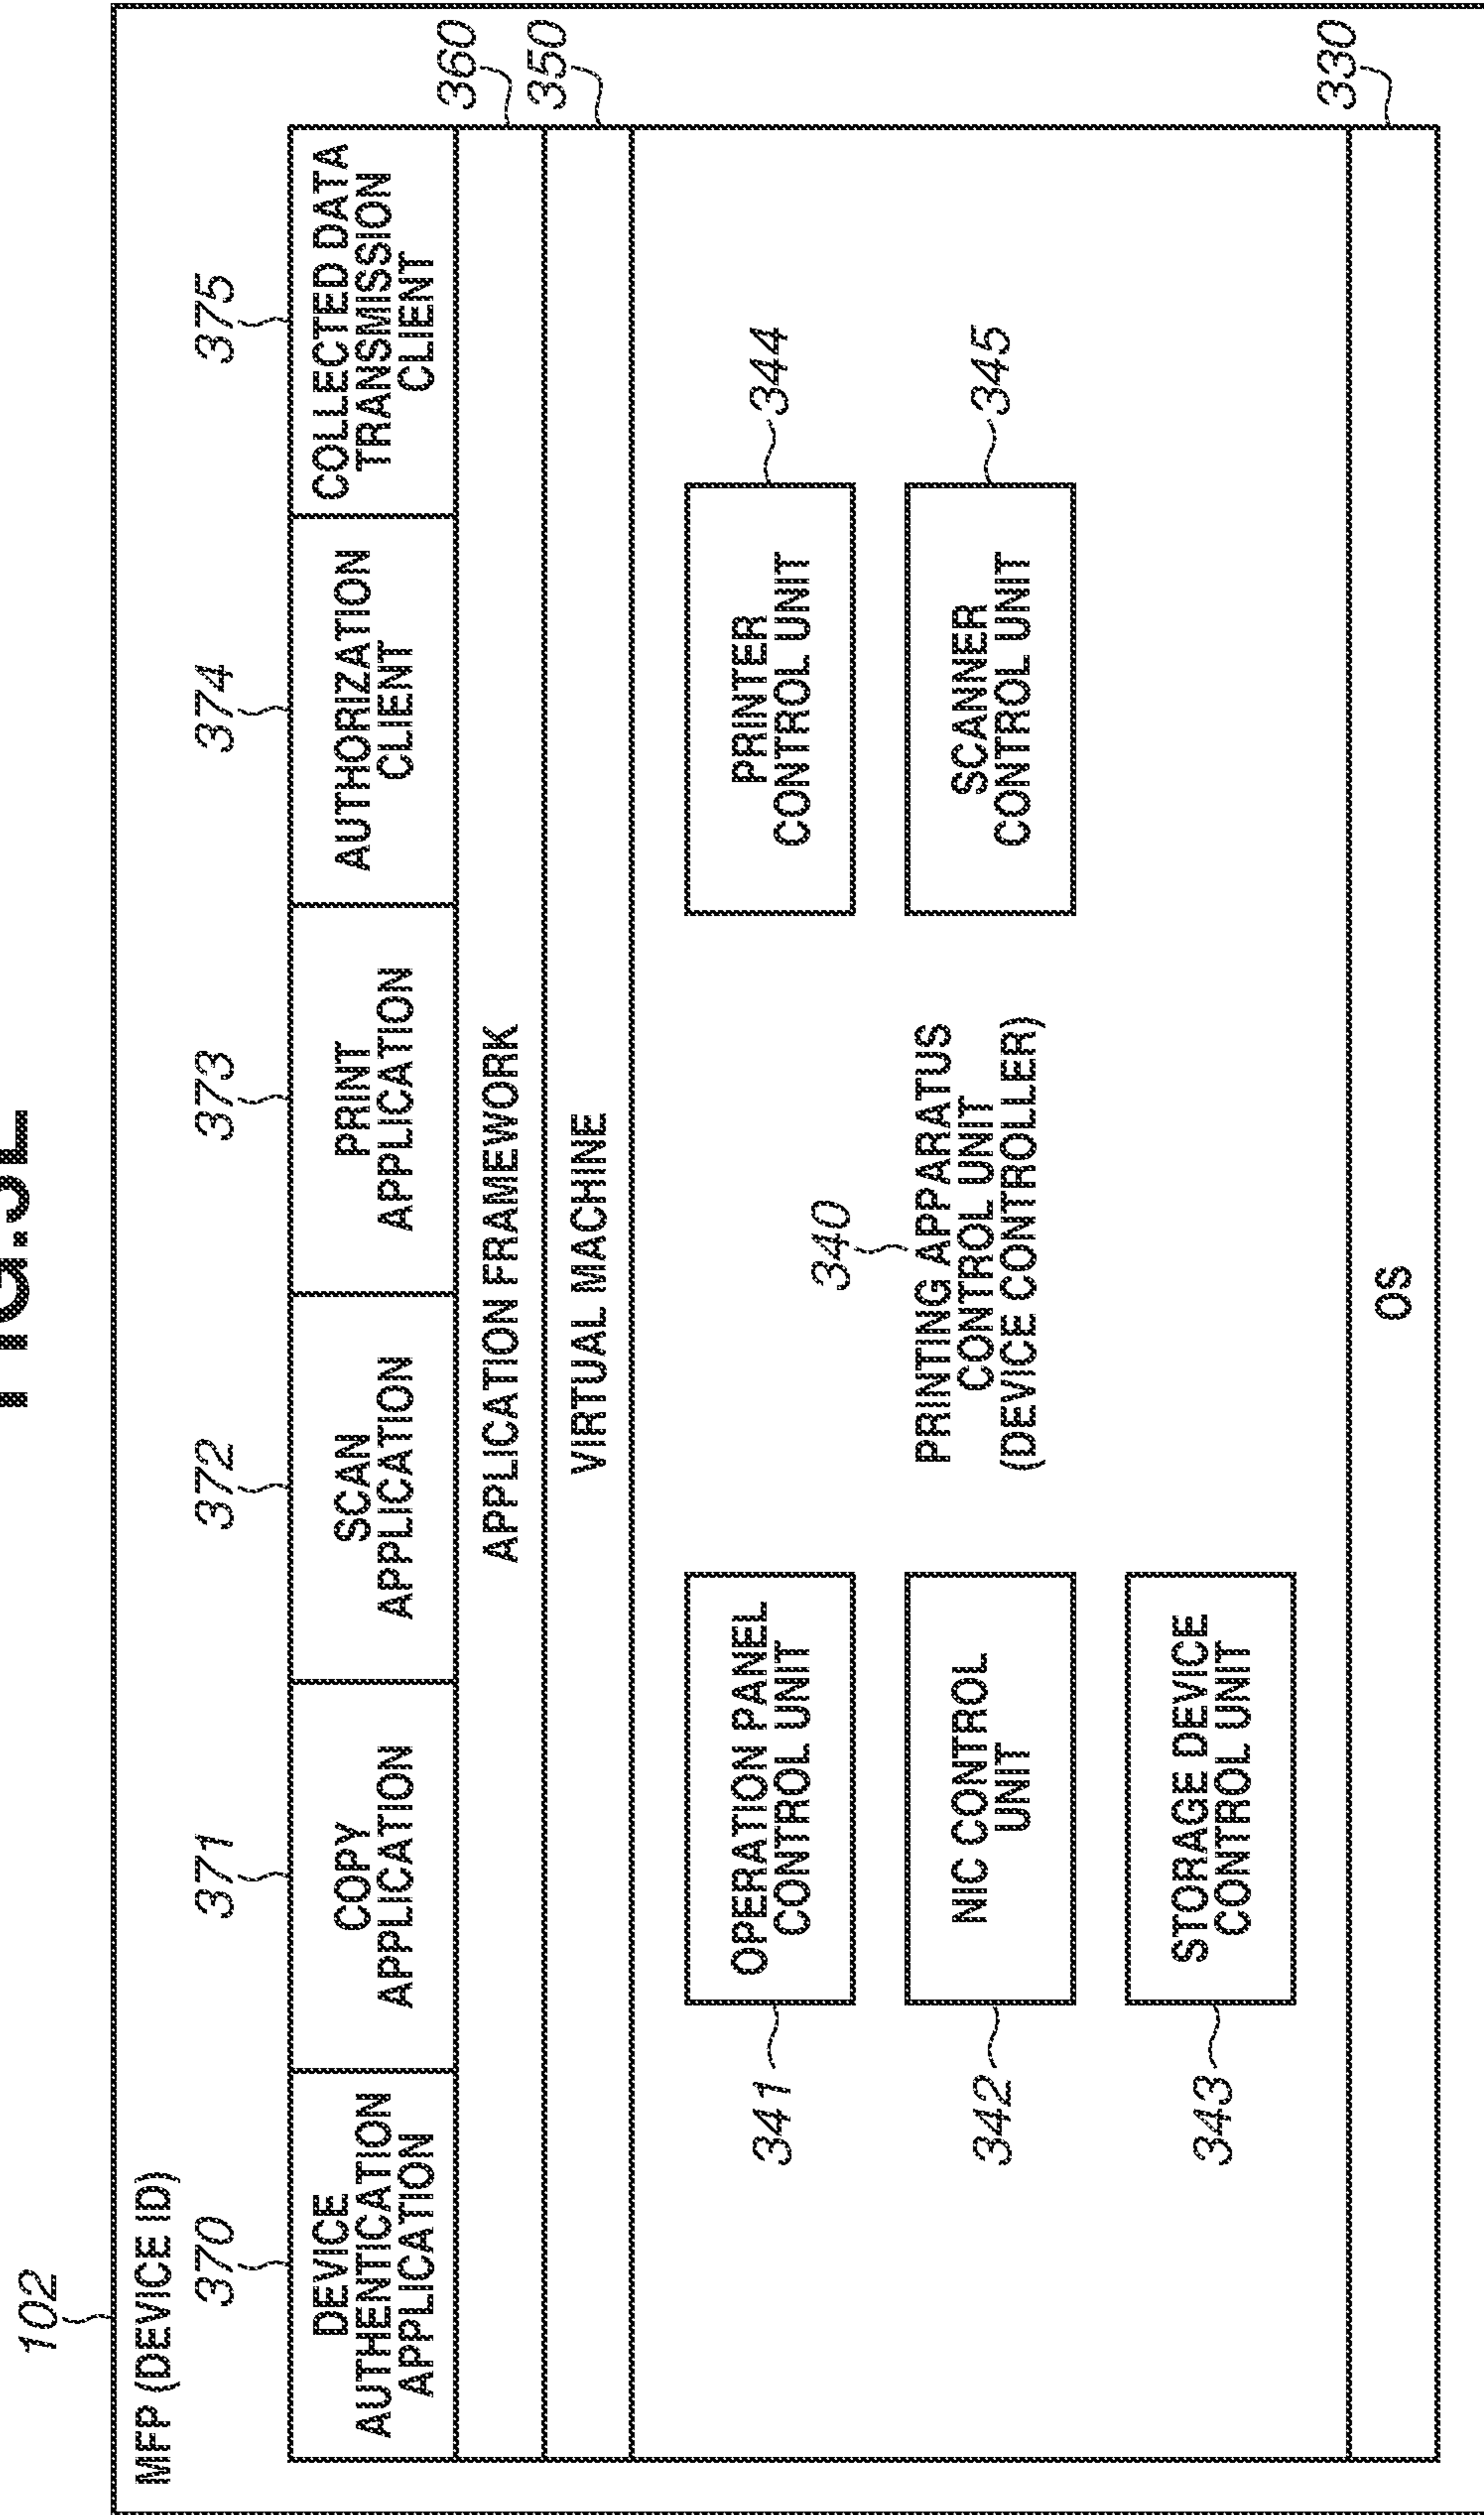 102
MFP (DEVICE ID)
370
371
372
373
374
375
DEVICE
AUTHENTICATION
APPLICATION
COPY
APPLICATION
SCAN
APPLICATION
PRINT
APPLICATION
AUTHORIZATION
CLIENT
COLLECTED DATA
TRANSMISSION
CLIENT
APPLICATION FRAMEWORK
360
VIRTUAL MACHINE
350
341
OPERATION PANEL
CONTROL UNIT
342
NIC CONTROL
UNIT
343
STORAGE DEVICE
CONTROL UNIT
340
PRINTING APPARATUS
CONTROL UNIT
(DEVICE CONTROLLER)
PRINTER
CONTROL UNIT
344
SCANNER
CONTROL UNIT
345
OS
330